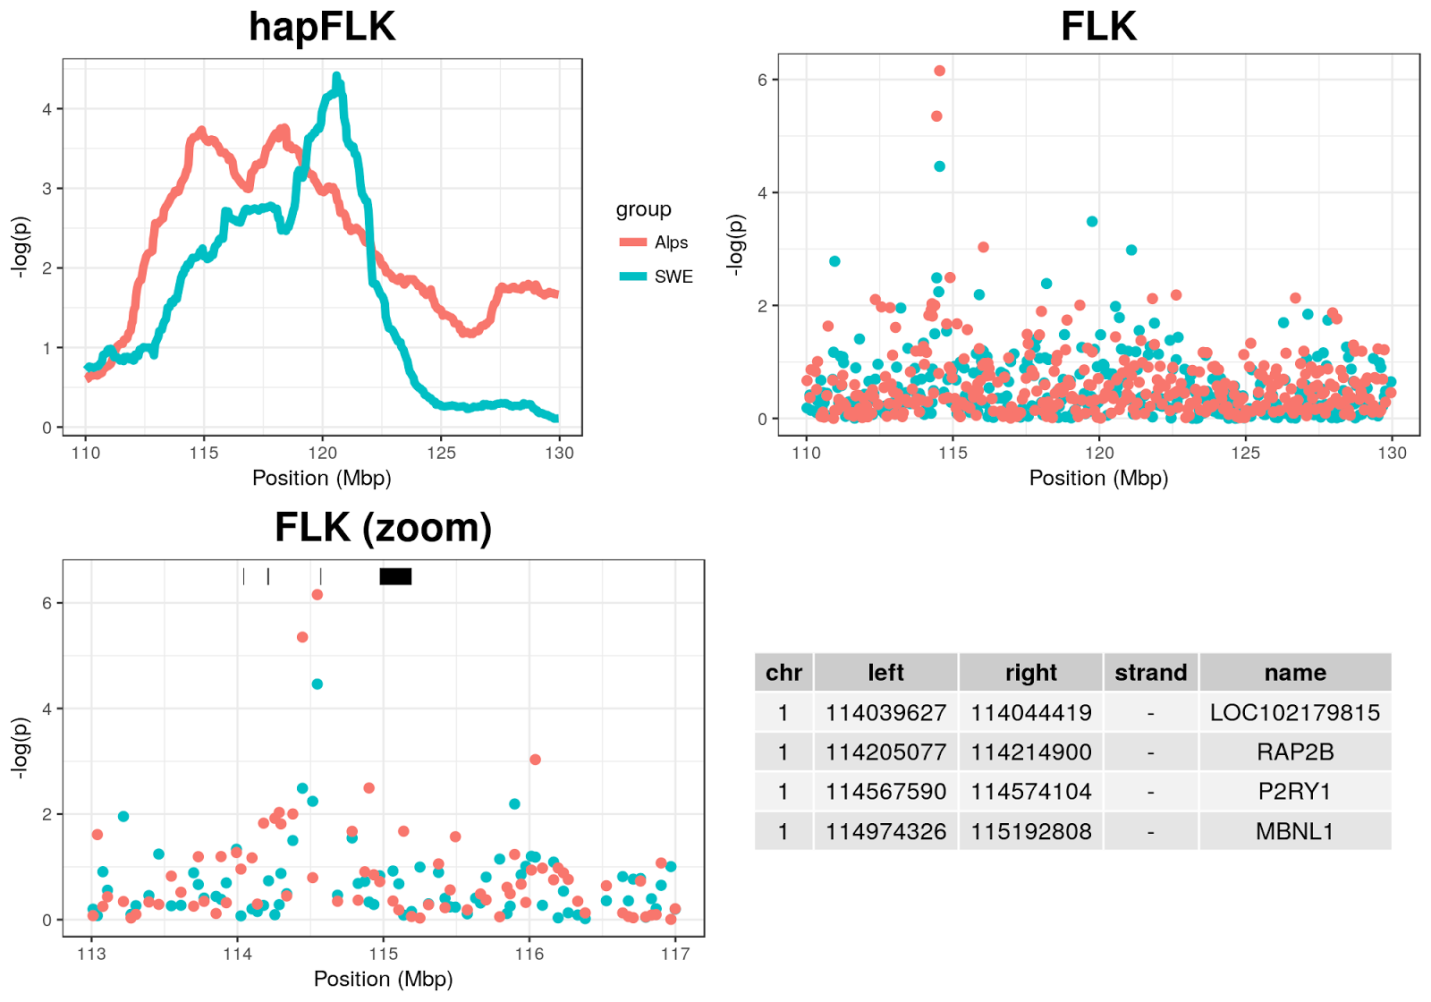 hapFLK
-log(p)
4
3
2
1
0
110 115 120 125 130
Position (Mbp)
group
Alps
SWE
FLK
-log(p)
6
4
2
0
110 115 120 125 130
Position (Mbp)
FLK (zoom)
-log(p)
6
4
2
0
113 114 115 116 117
Position (Mbp)
chr left right strand name
1 114039627 114044419 - LOC102179815
1 114205077 114214900 - RAP2B
1 114567590 114574104 - P2RY1
1 114974326 115192808 - MBNL1